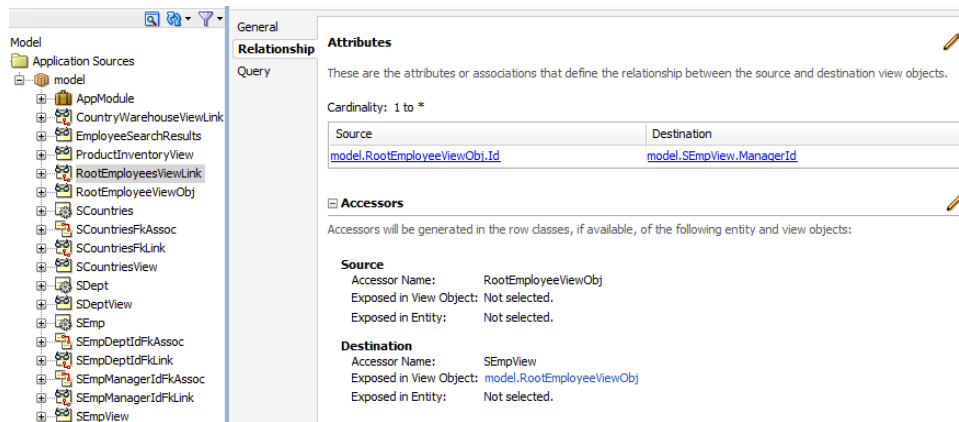 Model
Application Sources
model
AppModule
CountryWarehouseViewLink
EmployeeSearchResults
ProductInventoryView
RootEmployeesViewLink
RootEmployeeViewObj
SCountries
SCountriesFkAssoc
SCountriesFkLink
SCountriesView
SDept
SDeptView
SEmp
SEmpDeptIdFkAssoc
SEmpDeptIdFkLink
SEmpManagerIdFkAssoc
SEmpManagerIdFkLink
SEmpView
General
Relationship
Query
Attributes
These are the attributes or associations that define the relationship between the source and destination view objects.
Cardinality: 1 to *
Source Destination
model.RootEmployeeViewObj.Id model.SEmpView.ManagerId
Accessors
Accessors will be generated in the row classes, if available, of the following entity and view objects:
Source
Accessor Name: RootEmployeeViewObj
Exposed in View Object: Not selected.
Exposed in Entity: Not selected.
Destination
Accessor Name: SEmpView
Exposed in View Object: model.RootEmployeeViewObj
Exposed in Entity: Not selected.